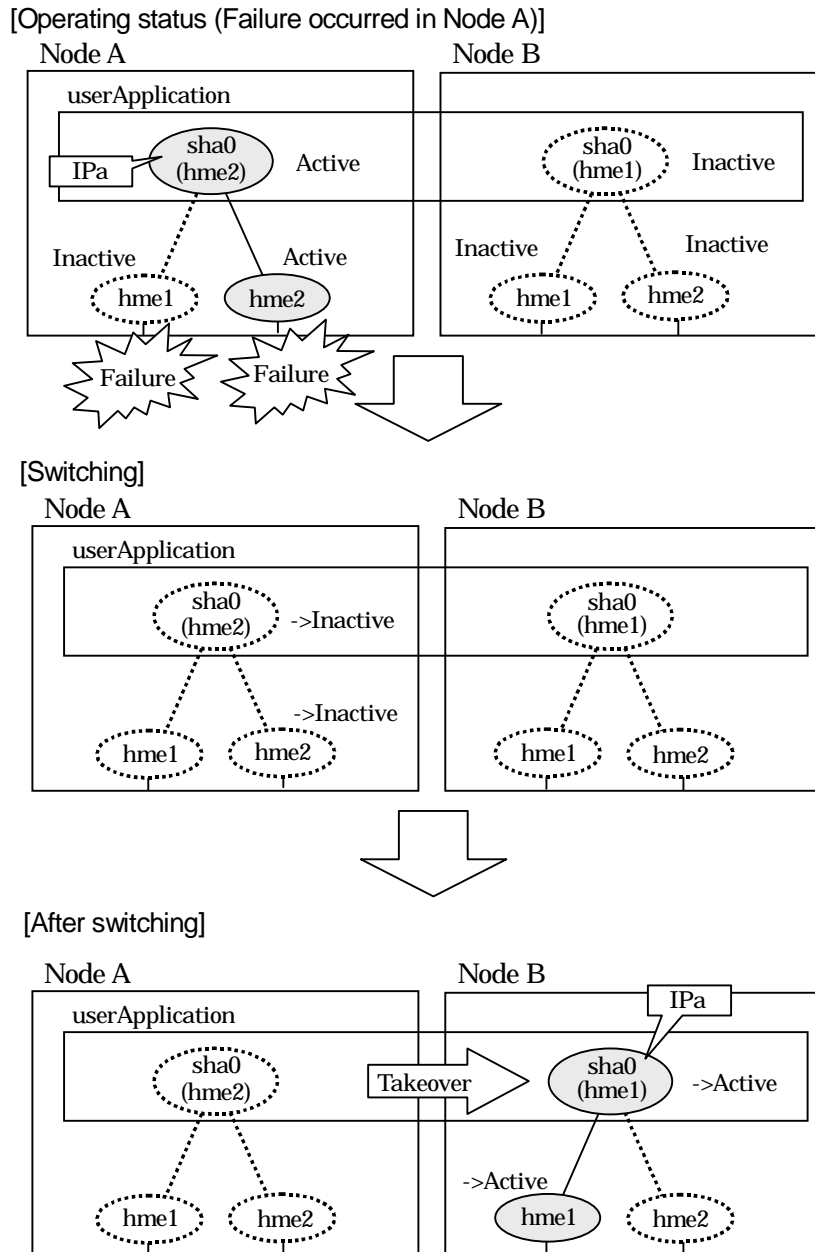 [Operating status (Failure occurred in Node A)]
Node A
Node B
userApplication
sha0
(hme2)
Active
IPa
sha0
(hme1)
Inactive
Inactive
Active
Inactive
Inactive
hme1
hme2
hme1
hme2
Failure
Failure
[Switching]
Node A
Node B
userApplication
sha0
(hme2)
->Inactive
sha0
(hme1)
->Inactive
hme1
hme2
hme1
hme2
[After switching]
Node A
Node B
IPa
userApplication
sha0
(hme2)
Takeover
sha0
(hme1)
->Active
->Active
hme1
hme2
hme1
hme2